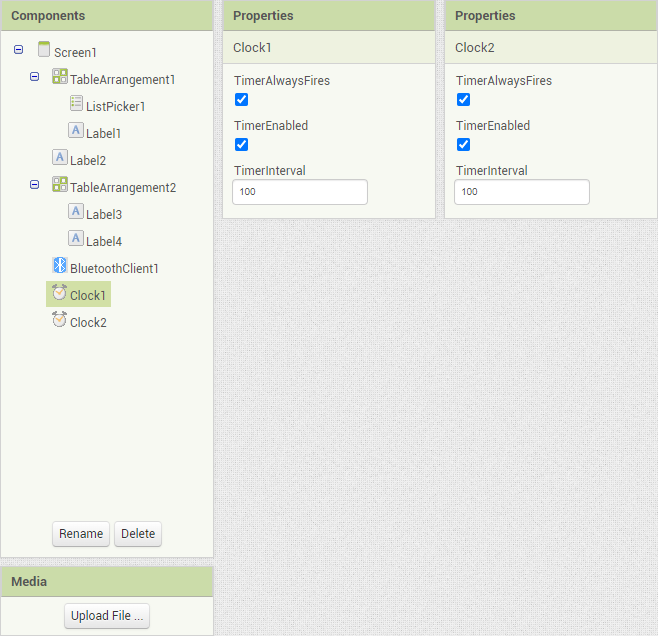 Components
Screen1
TableArrangement1
ListPicker1
A Label1
A Label2
TableArrangement2
A Label3
A Label4
BluetoothClient1
Clock1
Clock2
Rename Delete
Media
Upload File ...
Properties
Clock1
TimerAlwaysFires
TimerEnabled
TimerInterval
100
Properties
Clock2
TimerAlwaysFires
TimerEnabled
TimerInterval
100